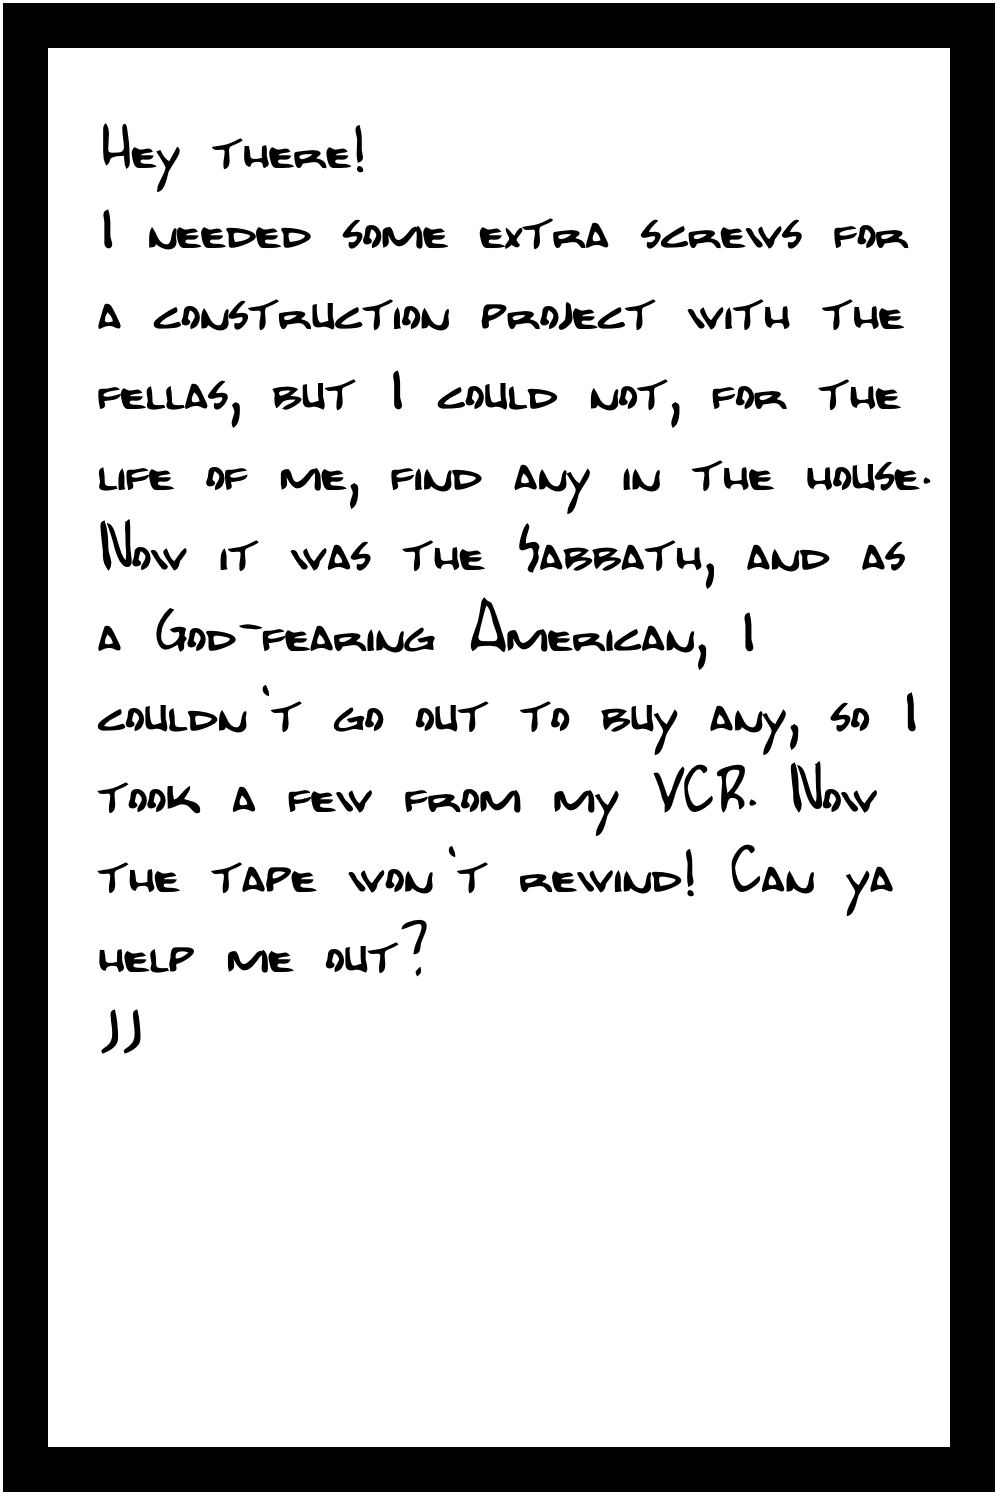 Hey there!
I needed some extra screws for
a construction project with the
fellas, but I could not, for the
life of me, find any in the house.
Now it was the Sabbath, and as
a God-fearing American, I
couldn't go out to buy any, so I
took a few from my VCR. Now
the tape won't rewind! Can ya
help me out?
JJ